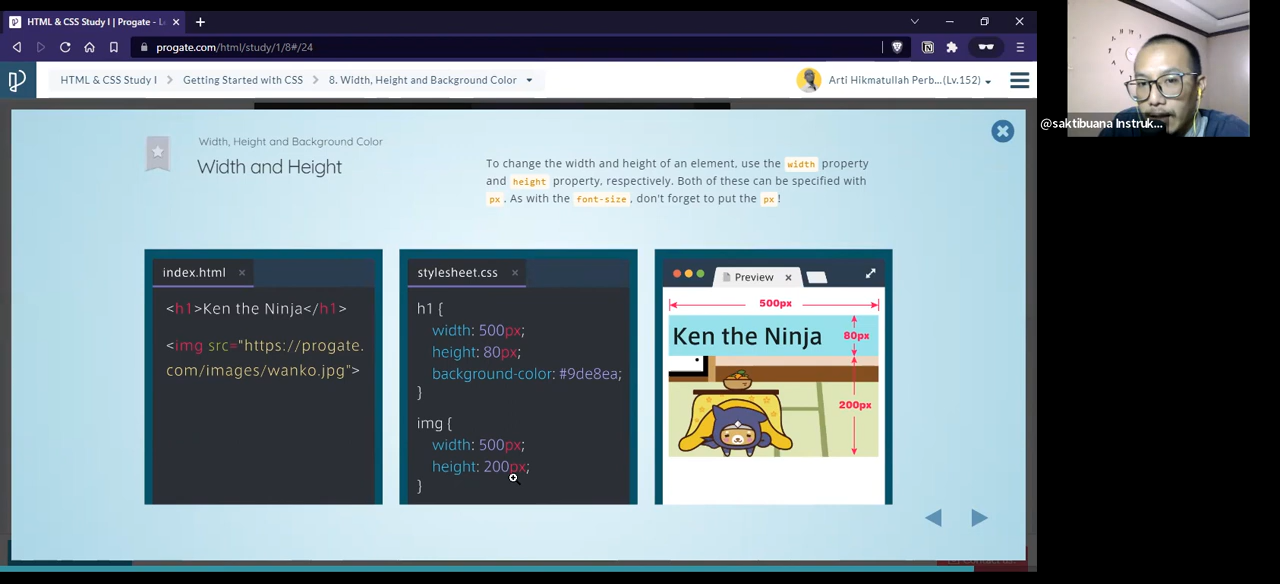 HTML & CSS Study I | Progate - Le
progate.com/html/study/1/8#/24
HTML & CSS Study I
Getting Started with CSS
8. Width, Height and Background Color
Arti Hikmatullah Perb...(Lv.152)
@saktibuana Instruk...
Width, Height and Background Color
Width and Height
To change the width and height of an element, use the width property
and height property, respectively. Both of these can be specified with
px. As with the font-size, don't forget to put the px!
index.html
<h1>Ken the Ninja</h1>
<img src="https://progate.
com/images/wanko.jpg">
stylesheet.css
h1 {
width: 500px;
height: 80px;
background-color: #9de8ea;
}
img {
width: 500px;
height: 200px;
}
Preview
500px
Ken the Ninja
80px
200px